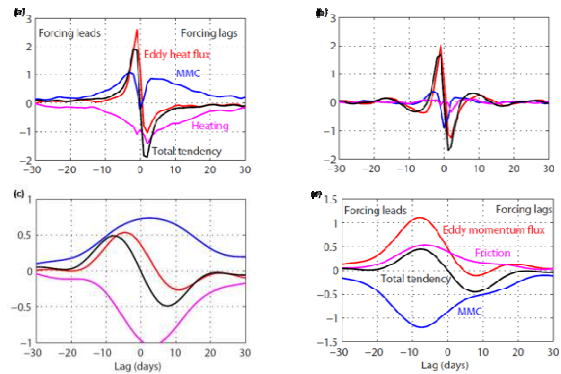 (a)
(b)
Forcing leads Forcing lags
Eddy heat flux
MMC
Heating
Total tendency
3
2
1
0
−1
−2
−30 −20 −10 0 10 20 30
3
2
1
0
−1
−2
−30 −20 −10 0 10 20 30
(c)
1
0.5
0
−0.5
−1
−30 −20 −10 0 10 20 30
Lag (days)
Forcing leads Forcing lags
Eddy momentum flux
Friction
Total tendency
MMC
1.5
1
0.5
0
−0.5
−1
−1.5
−30 −20 −10 0 10 20 30
Lag (days)